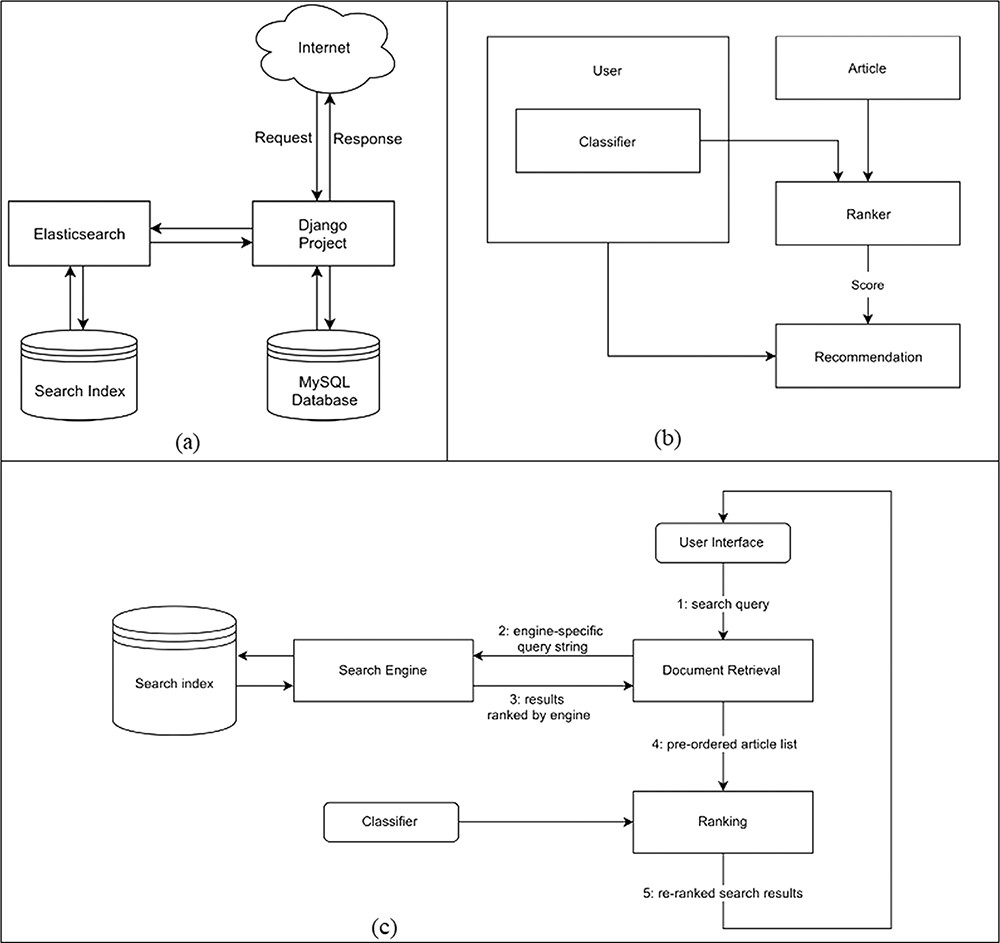 Internet
Request
Response
Elasticsearch
Django
Project
Search Index
MySQL
Database
(a)
User
Classifier
Article
Ranker
Score
Recommendation
(b)
User Interface
1: search query
2: engine-specific
query string
Search index
Search Engine
Document Retrieval
3: results
ranked by engine
4: pre-ordered article list
Classifier
Ranking
5: re-ranked search results
(c)